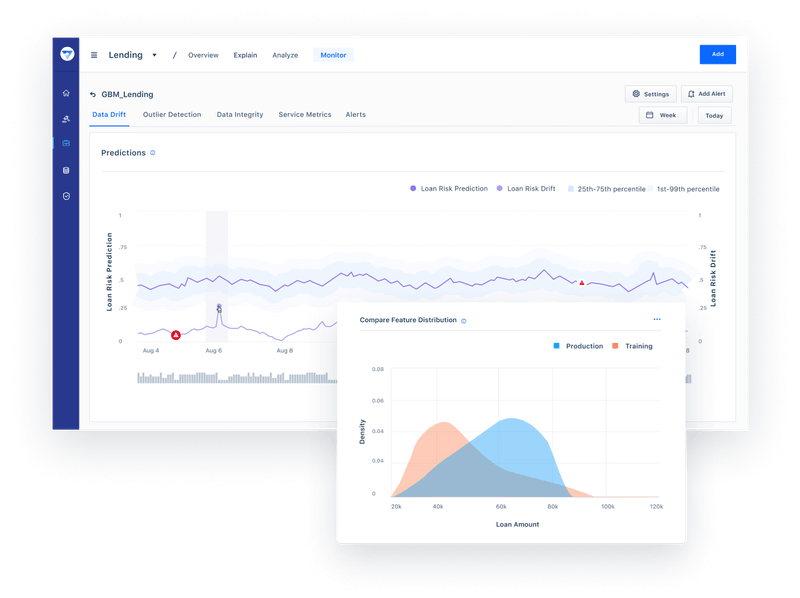 Lending / Overview Explain Analyze Monitor Add
GBM_Lending Settings Add Alert
Data Drift Outlier Detection Data Integrity Service Metrics Alerts Week Today
Predictions
Loan Risk Prediction Loan Risk Drift 25th-75th percentile 1st-99th percentile
Loan Risk Prediction
1
.75
.5
.25
0
Loan Risk Drift
1
.75
.5
.25
0
Aug 4 Aug 6 Aug 8 8
Compare Feature Distribution
Production Training
Density
0.08
0.06
0.04
0.04
0
20k 40k 60k 80k 100k 120k
Loan Amount